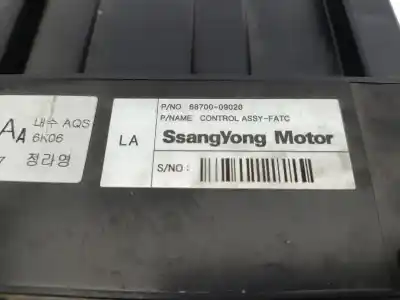 AA 내수 AQS
6K06
7 정라영
P/NO 68700-09020
P/NAME CONTROL ASSY-FATC
LA
SsangYong Motor
S/NO :